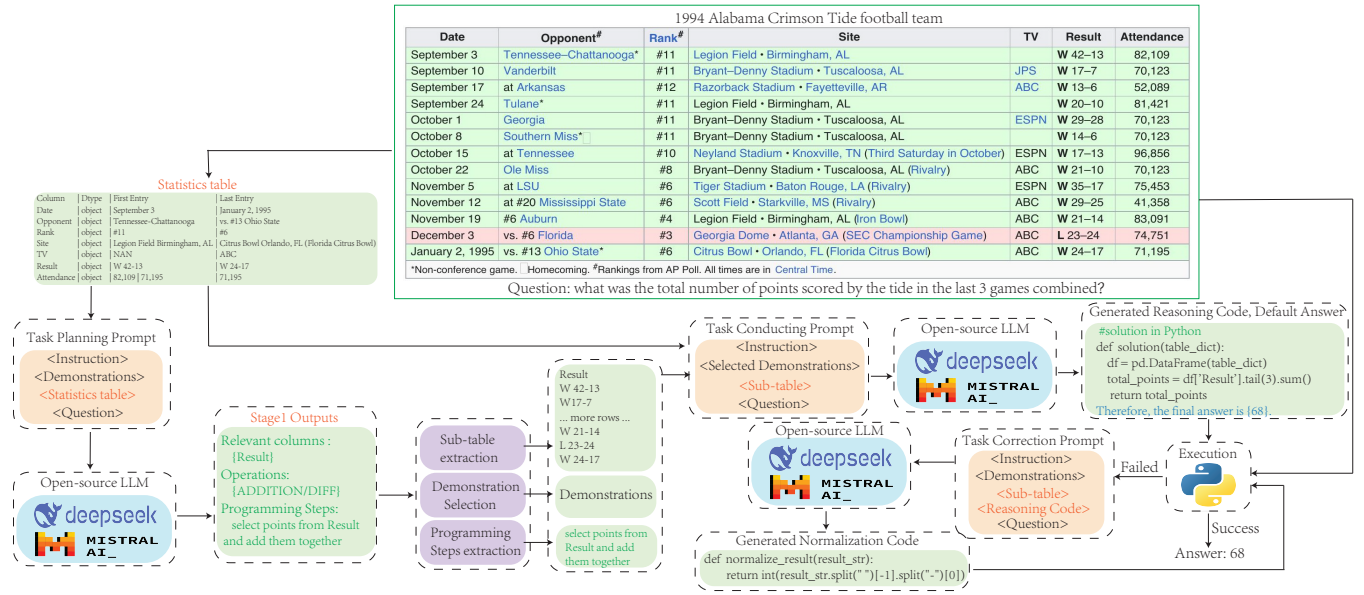 1994 Alabama Crimson Tide football team
Date Opponent# Rank# Site TV Result Attendance
September 3 Tennessee–Chattanooga* #11 Legion Field • Birmingham, AL W 42–13 82,109
September 10 Vanderbilt #11 Bryant–Denny Stadium • Tuscaloosa, AL JPS W 17–7 70,123
September 17 at Arkansas #12 Razorback Stadium • Fayetteville, AR ABC W 13–6 52,089
September 24 Tulane* #11 Legion Field • Birmingham, AL W 20–10 81,421
October 1 Georgia #11 Bryant–Denny Stadium • Tuscaloosa, AL ESPN W 29–28 70,123
October 8 Southern Miss* #11 Bryant–Denny Stadium • Tuscaloosa, AL W 14–6 70,123
October 15 at Tennessee #10 Neyland Stadium • Knoxville, TN (Third Saturday in October) ESPN W 17–13 96,856
October 22 Ole Miss #8 Bryant–Denny Stadium • Tuscaloosa, AL (Rivalry) ABC W 21–10 70,123
November 5 at LSU #6 Tiger Stadium • Baton Rouge, LA (Rivalry) ESPN W 35–17 75,453
November 12 at #20 Mississippi State #6 Scott Field • Starkville, MS (Rivalry) ABC W 29–25 41,358
November 19 #6 Auburn #4 Legion Field • Birmingham, AL (Iron Bowl) ABC W 21–14 83,091
December 3 vs. #6 Florida #3 Georgia Dome • Atlanta, GA (SEC Championship Game) ABC L 23–24 74,751
January 2, 1995 vs. #13 Ohio State* #6 Citrus Bowl • Orlando, FL (Florida Citrus Bowl) ABC W 24–17 71,195
*Non-conference game. Homecoming. #Rankings from AP Poll. All times are in Central Time.
Question: what was the total number of points scored by the tide in the last 3 games combined?
Statistics table
Column | Dtype | First Entry | Last Entry
Date | object | September 3 | January 2, 1995
Opponent | object | Tennessee-Chattanooga | vs. #13 Ohio State
Rank | object | #11 | #6
Site | object | Legion Field Birmingham, AL | Citrus Bowl Orlando, FL (Florida Citrus Bowl)
TV | object | NAN | ABC
Result | object | W 42-13 | W 24-17
Attendance | object | 82,109 | 71,195 71,195
Task Planning Prompt
<Instruction>
<Demonstrations>
<Statistics table>
<Question>
Open-source LLM
deepseek
MISTRAL
AI_
Stage1 Outputs
Relevant columns :
{Result}
Operations:
{ADDITION/DIFF}
Programming Steps:
select points from Result
and add them together
Sub-table
extraction
Demonstration
Selection
Programming
Steps extraction
Result
W 42-13
W17-7
... more rows ...
W 21-14
L 23-24
W 24-17
Demonstrations
select points from
Result and add
them together
Task Conducting Prompt
<Instruction>
<Selected Demonstrations>
<Sub-table>
<Question>
Open-source LLM
deepseek
MISTRAL
AI_
Generated Reasoning Code, Default Answer
#solution in Python
def solution(table_dict):
df = pd.DataFrame(table_dict)
total_points = df['Result'].tail(3).sum()
return total_points
Therefore, the final answer is {68}.
Execution
Failed
Success
Answer: 68
Task Correction Prompt
<Instruction>
<Demonstrations>
<Sub-table>
<Reasoning Code>
<Question>
Open-source LLM
deepseek
MISTRAL
AI_
Generated Normalization Code
def normalize_result(result_str):
return int(result_str.split(" ")[-1].split("-")[0])